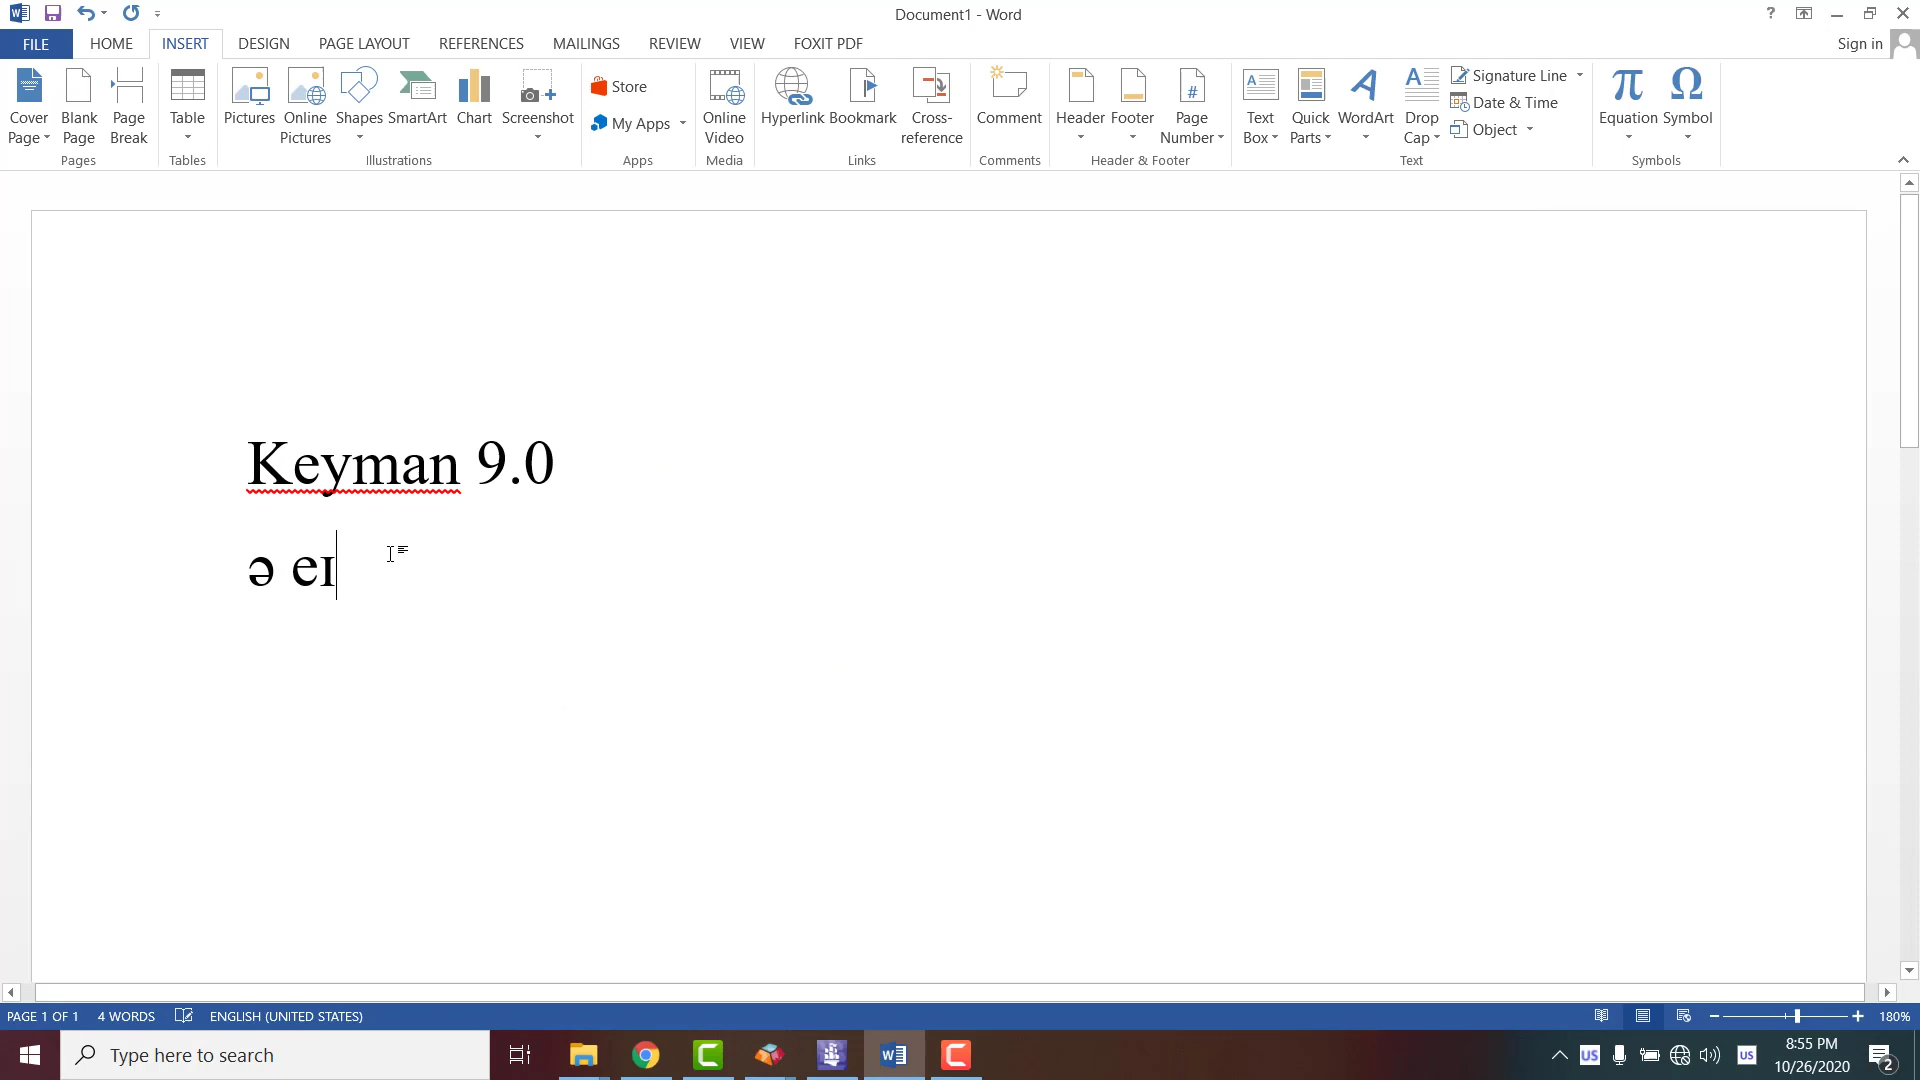 Document1 - Word
FILE HOME INSERT DESIGN PAGE LAYOUT REFERENCES MAILINGS REVIEW VIEW FOXIT PDF Sign in
Cover Page Blank Page Page Break Table Pictures Online Pictures Shapes SmartArt Chart Screenshot Store My Apps Online Video Hyperlink Bookmark Cross-reference Comment Header Footer Page Number Text Box Quick Parts WordArt Drop Cap Signature Line Date & Time Object Equation Symbol
Pages Tables Illustrations Apps Media Links Comments Header & Footer Text Symbols
Keyman 9.0
ə eɪ
PAGE 1 OF 1 4 WORDS ENGLISH (UNITED STATES) 180%
Type here to search US US 8:55 PM
10/26/2020 2